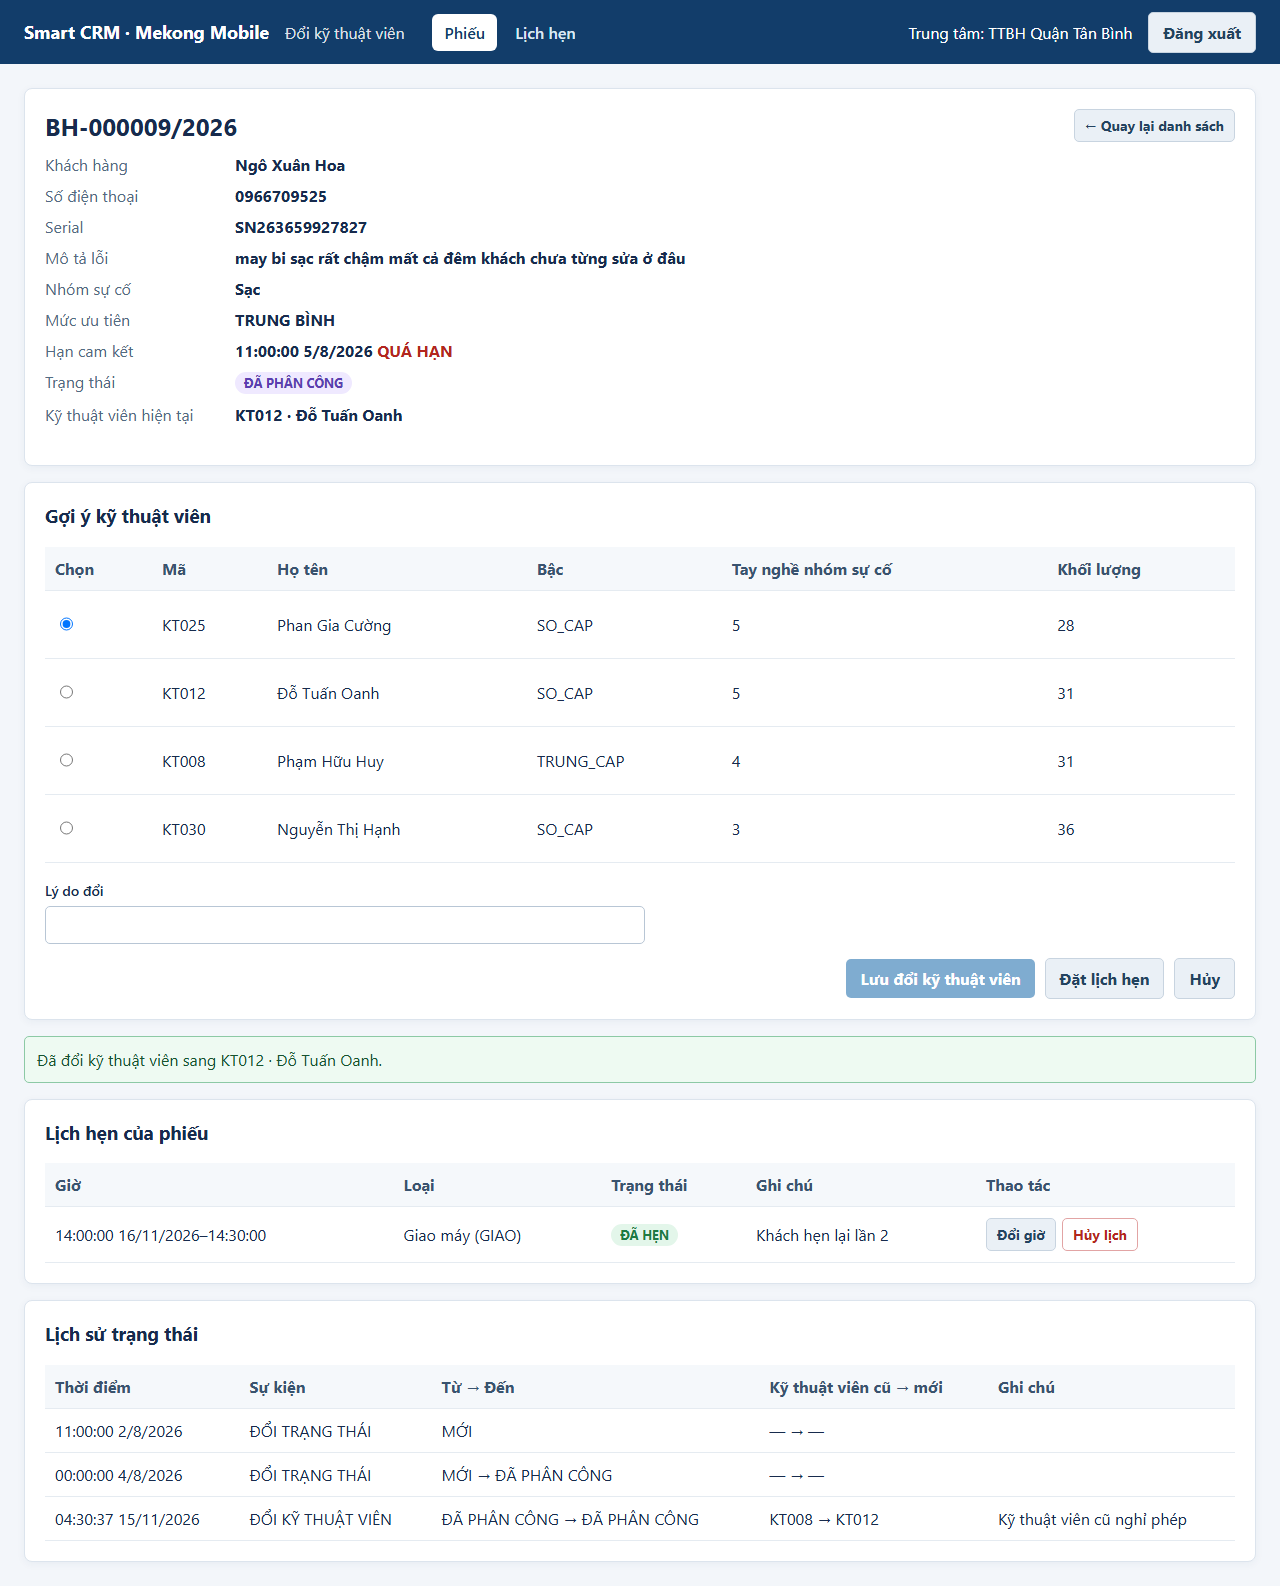 Smart CRM · Mekong Mobile Đổi kỹ thuật viên Phiếu Lịch hẹn Trung tâm: TTBH Quận Tân Bình Đăng xuất
BH-000009/2026 ← Quay lại danh sách
Khách hàng Ngô Xuân Hoa
Số điện thoại 0966709525
Serial SN263659927827
Mô tả lỗi may bi sạc rất chậm mất cả đêm khách chưa từng sửa ở đâu
Nhóm sự cố Sạc
Mức ưu tiên TRUNG BÌNH
Hạn cam kết 11:00:00 5/8/2026 QUÁ HẠN
Trạng thái ĐÃ PHÂN CÔNG
Kỹ thuật viên hiện tại KT012 · Đỗ Tuấn Oanh
Gợi ý kỹ thuật viên
Chọn Mã Họ tên Bậc Tay nghề nhóm sự cố Khối lượng
KT025 Phan Gia Cường SO_CAP 5 28
KT012 Đỗ Tuấn Oanh SO_CAP 5 31
KT008 Phạm Hữu Huy TRUNG_CAP 4 31
KT030 Nguyễn Thị Hạnh SO_CAP 3 36
Lý do đổi
Lưu đổi kỹ thuật viên Đặt lịch hẹn Hủy
Đã đổi kỹ thuật viên sang KT012 · Đỗ Tuấn Oanh.
Lịch hẹn của phiếu
Giờ Loại Trạng thái Ghi chú Thao tác
14:00:00 16/11/2026–14:30:00 Giao máy (GIAO) ĐÃ HẸN Khách hẹn lại lần 2 Đổi giờ Hủy lịch
Lịch sử trạng thái
Thời điểm Sự kiện Từ → Đến Kỹ thuật viên cũ → mới Ghi chú
11:00:00 2/8/2026 ĐỔI TRẠNG THÁI MỚI — → —
00:00:00 4/8/2026 ĐỔI TRẠNG THÁI MỚI → ĐÃ PHÂN CÔNG — → —
04:30:37 15/11/2026 ĐỔI KỸ THUẬT VIÊN ĐÃ PHÂN CÔNG → ĐÃ PHÂN CÔNG KT008 → KT012 Kỹ thuật viên cũ nghỉ phép